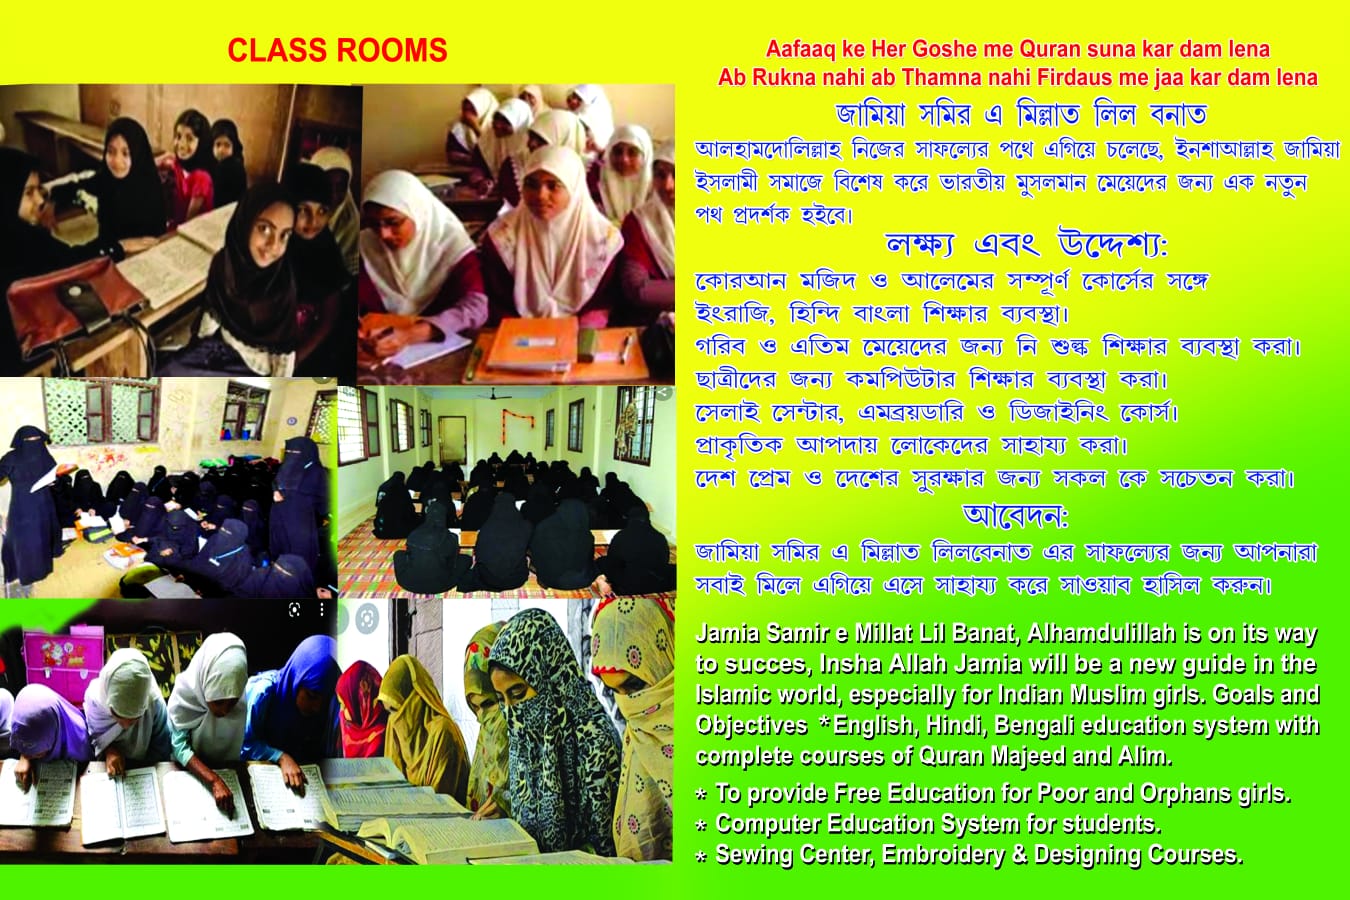 CLASS ROOMS
Aafaaq ke Her Goshe me Quran suna kar dam lena
Ab Rukna nahi ab Thamna nahi Firdaus me jaa kar dam lena
জামিয়া সমির এ মিল্লাত লিল বনাত
আলহামদোলিল্লাহ নিজের সাফল্যের পথে এগিয়ে চলেছে, ইনশাআল্লাহ জামিয়া
ইসলামী সমাজে বিশেষ করে ভারতীয় মুসলমান মেয়েদের জন্য এক নতুন
পথ প্রদর্শক হইবে।
লক্ষ্য এবং উদ্দেশ্য:
কোরআন মজিদ ও আলেমের সম্পূর্ণ কোর্সের সঙ্গে
ইংরাজি, হিন্দি বাংলা শিক্ষার ব্যবস্থা।
গরিব ও এতিম মেয়েদের জন্য নি শুল্ক শিক্ষার ব্যবস্থা করা।
ছাত্রীদের জন্য কমপিউটার শিক্ষার ব্যবস্থা করা।
সেলাই সেন্টার, এমব্রয়ডারি ও ডিজাইনিং কোর্স।
প্রাকৃতিক আপদায় লোকেদের সাহায্য করা।
দেশ প্রেম ও দেশের সুরক্ষার জন্য সকল কে সচেতন করা।
আবেদন:
জামিয়া সমির এ মিল্লাত লিলবেনাত এর সাফল্যের জন্য আপনারা
সবাই মিলে এগিয়ে এসে সাহায্য করে সাওয়াব হাসিল করুন।
Jamia Samir e Millat Lil Banat, Alhamdulillah is on its way
to succes, Insha Allah Jamia will be a new guide in the
Islamic world, especially for Indian Muslim girls. Goals and
Objectives *English, Hindi, Bengali education system with
complete courses of Quran Majeed and Alim.
* To provide Free Education for Poor and Orphans girls.
* Computer Education System for students.
* Sewing Center, Embroidery & Designing Courses.